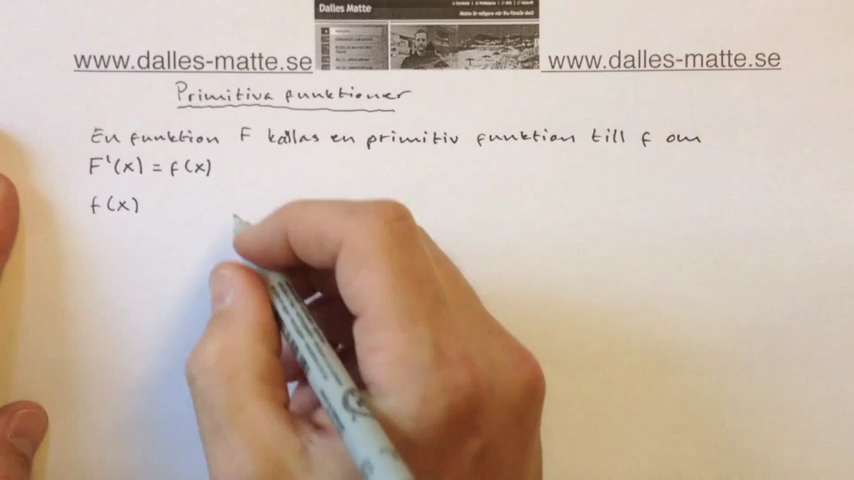 Dalles Matte
www.dalles-matte.se www.dalles-matte.se
Primitiva funktioner
En funktion F kallas en primitiv funktion till f om
F'(x) = f(x)
f(x)